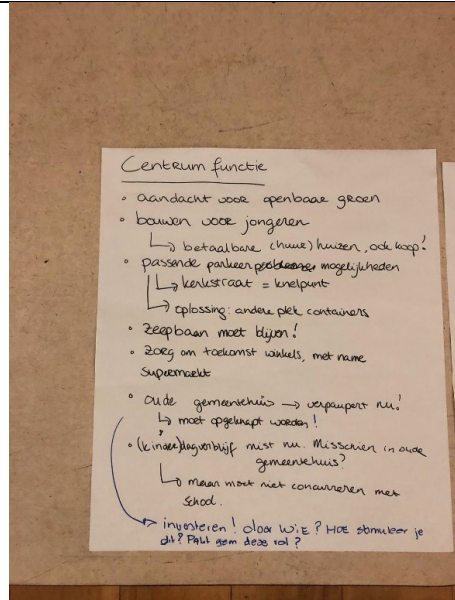 Centrum functie
◦ aandacht voor openbaar groen
◦ bouwen voor jongeren
↳ betaalbare (huur) huizen, ook koop!
◦ passende parkeer mogelijkheden
↳ kerkstraat = knelpunt
↳ oplossing: andere plek containers
◦ zeepbaan moet blijven!
◦ zorg om toekomst winkels, met name
supermarkt
◦ oude gemeentehuis → verpaupert nu!
↳ moet opgeknapt worden!
◦ (kinder)dagverblijf mist nu. Misschien in oude
gemeentehuis?
↳ maar moet niet concurreren met
school.
→ investeren! door WIE? HOE stimuleer je
dit? Pakt gem deze rol?